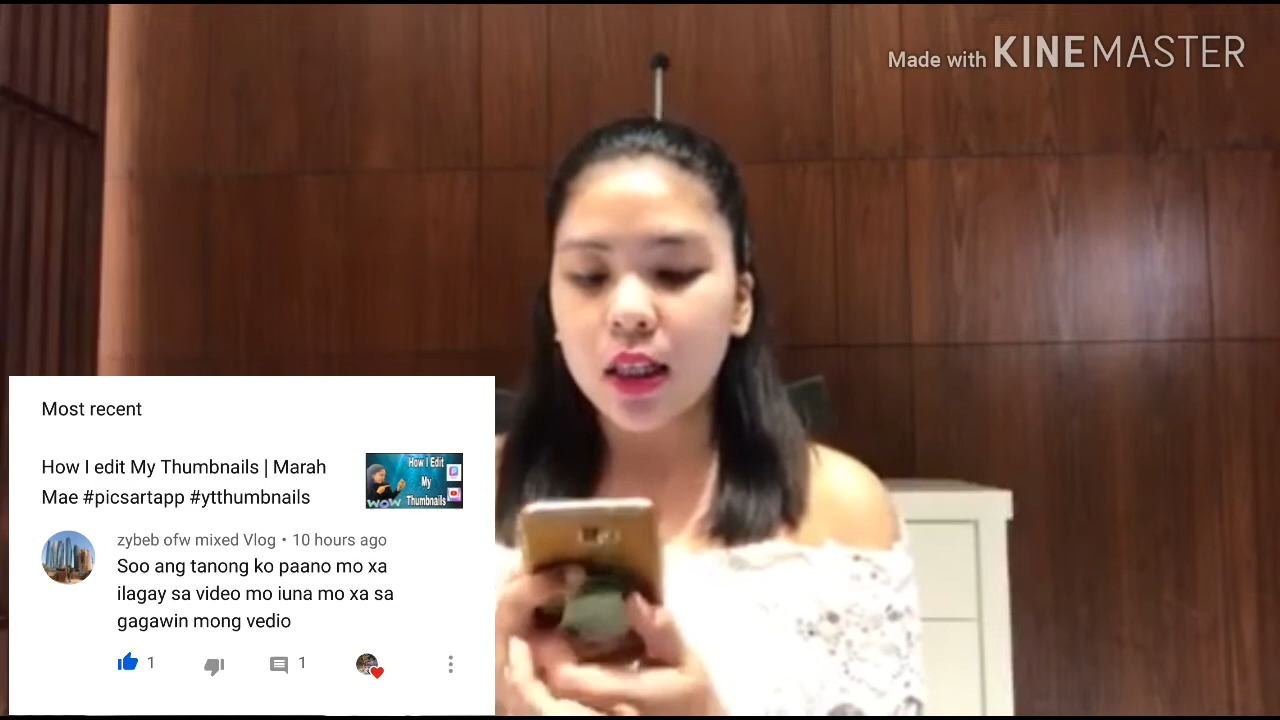 Made with KINEMASTER
Most recent
How I edit My Thumbnails | Marah
Mae #picsartapp #ytthumbnails
How I Edit
My
Thumbnails
WOW
zybeb ofw mixed Vlog • 10 hours ago
Soo ang tanong ko paano mo xa
ilagay sa video mo iuna mo xa sa
gagawin mong vedio
1
1